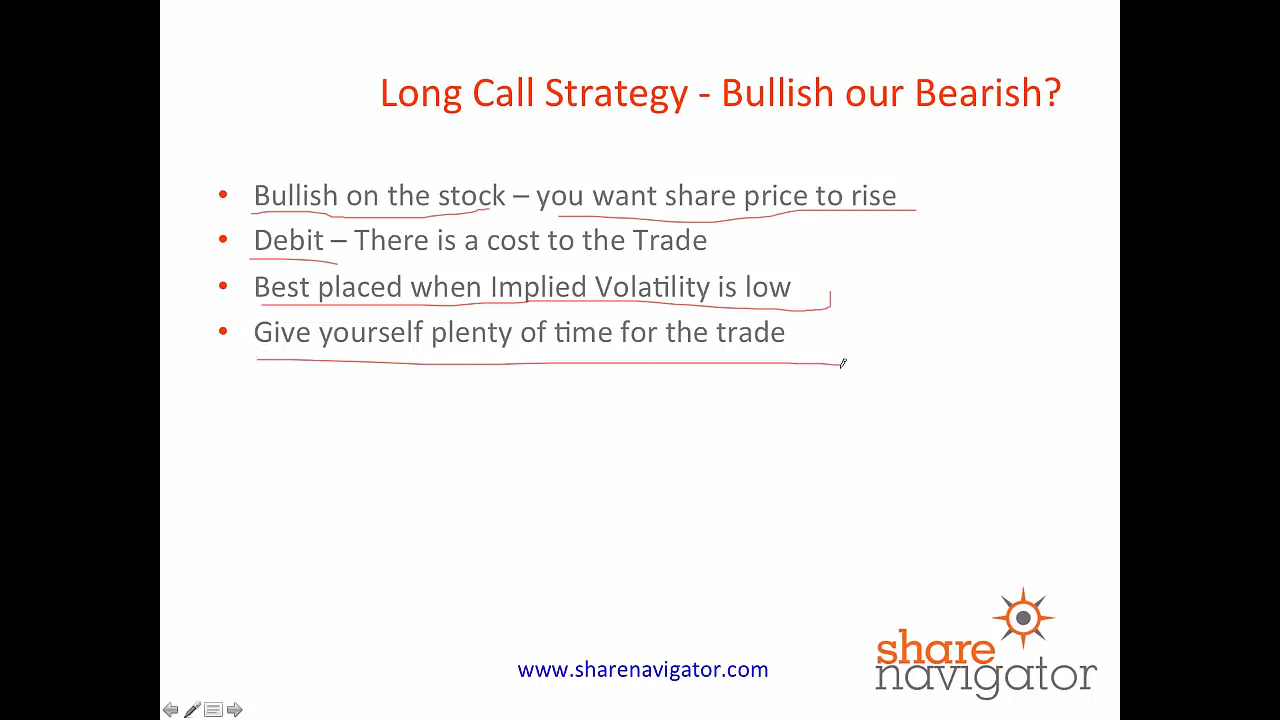 Long Call Strategy - Bullish our Bearish?
• Bullish on the stock – you want share price to rise
• Debit – There is a cost to the Trade
• Best placed when Implied Volatility is low
• Give yourself plenty of time for the trade
www.sharenavigator.com
share
navigator